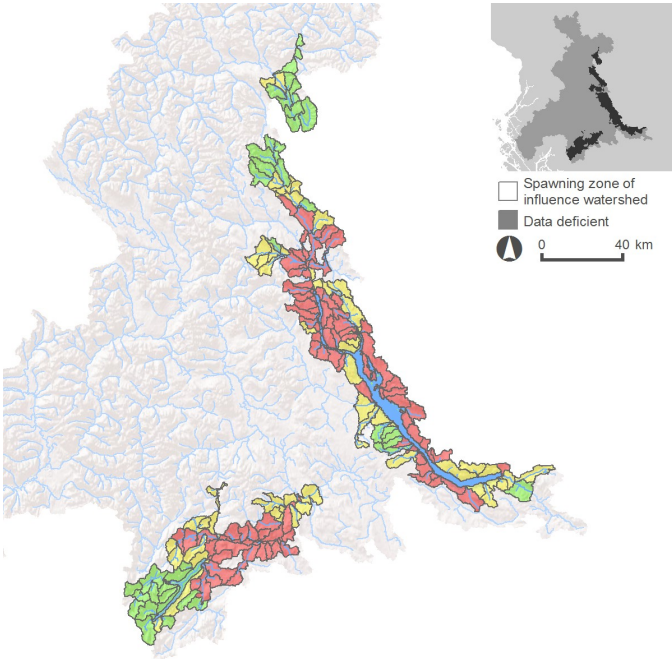 Spawning zone of
influence watershed
Data deficient
0 40 km